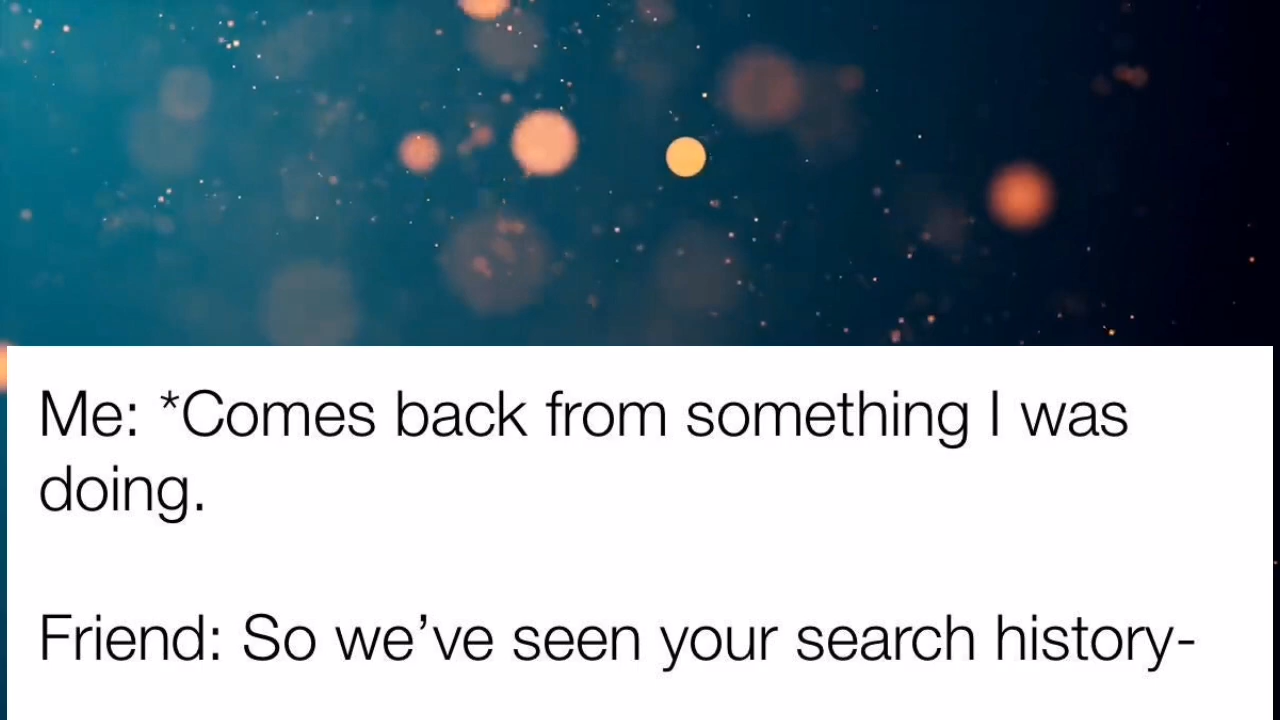 Me: *Comes back from something I was
doing.
Friend: So we’ve seen your search history-